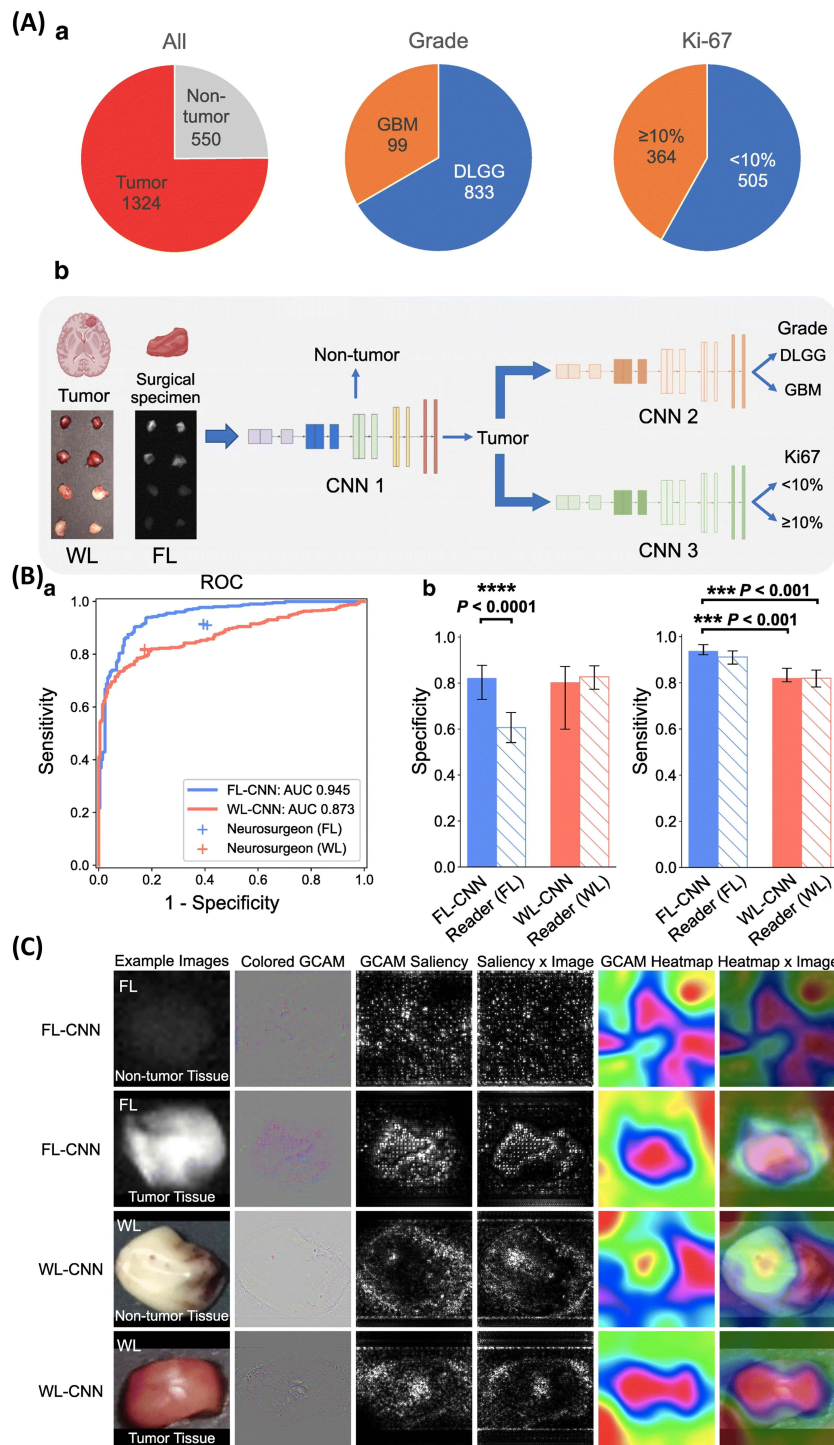 (A)
a
All
Grade
Ki-67
Non-
tumor
550
Tumor
1324
GBM
99
DLGG
833
≥10%
364
<10%
505
b
Tumor
Surgical
specimen
WL
FL
Non-tumor
CNN 1
Tumor
CNN 2
Grade
DLGG
GBM
CNN 3
Ki67
<10%
≥10%
(B)
a
ROC
Sensitivity
1.0
0.8
0.6
0.4
0.2
0.0
0.0
0.2
0.4
0.6
0.8
1.0
1 - Specificity
FL-CNN: AUC 0.945
WL-CNN: AUC 0.873
Neurosurgeon (FL)
Neurosurgeon (WL)
b
****
P < 0.0001
Specificity
1.0
0.8
0.6
0.4
0.2
0.0
FL-CNN
Reader (FL)
WL-CNN
Reader (WL)
*** P < 0.001
*** P < 0.001
Sensitivity
1.0
0.8
0.6
0.4
0.2
0.0
FL-CNN
Reader (FL)
WL-CNN
Reader (WL)
(C)
Example Images
Colored GCAM
GCAM Saliency
Saliency x Image
GCAM Heatmap
Heatmap x Image
FL-CNN
FL
Non-tumor Tissue
FL-CNN
FL
Tumor Tissue
WL-CNN
WL
Non-tumor Tissue
WL-CNN
WL
Tumor Tissue